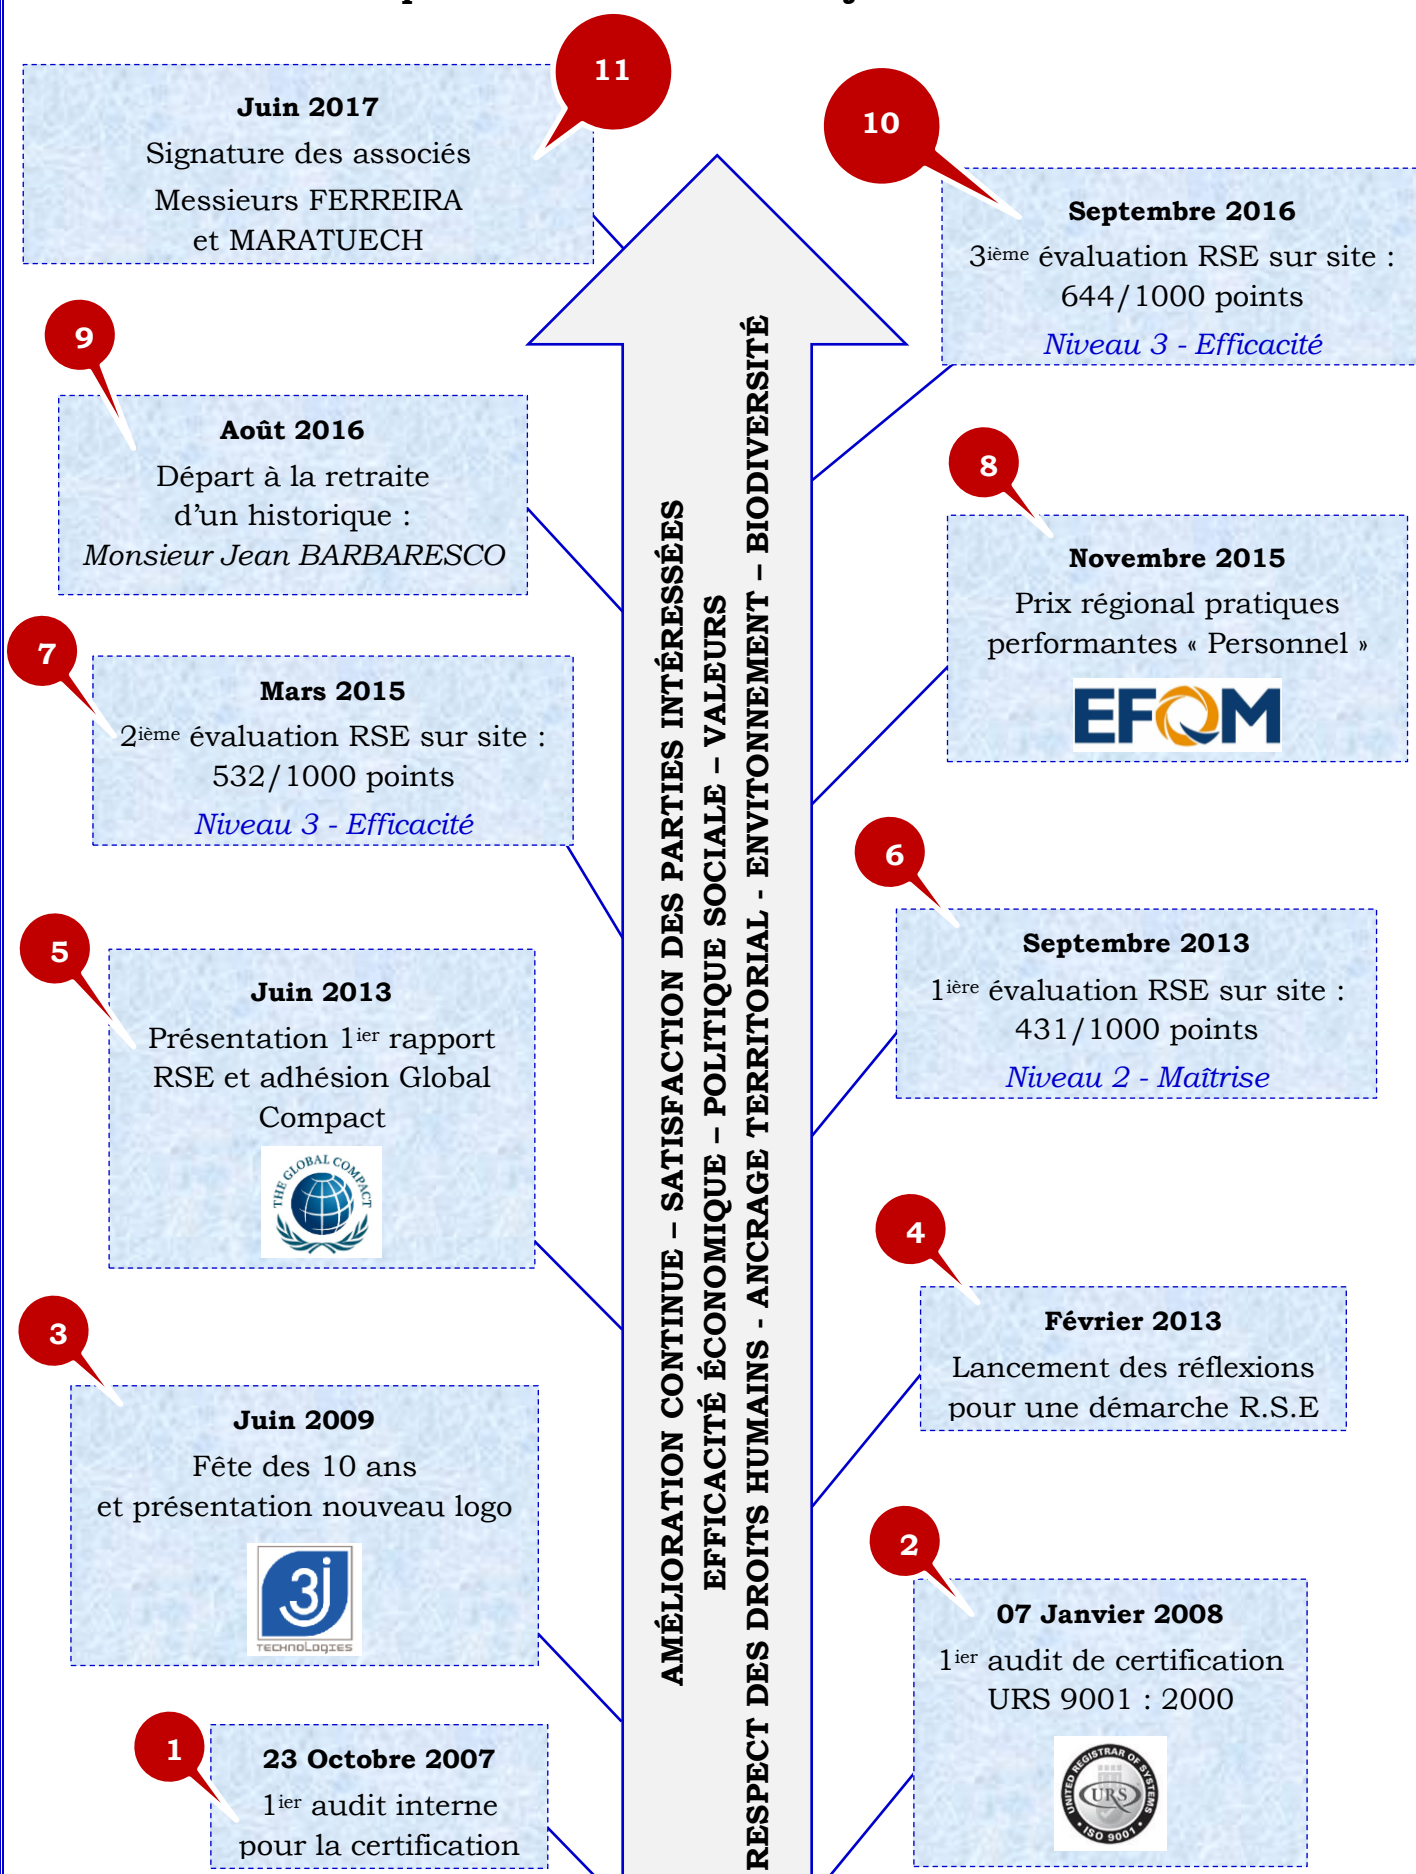 11
Juin 2017
Signature des associés
Messieurs FERREIRA
et MARATUECH
10
Septembre 2016
3ième évaluation RSE sur site :
644/1000 points
Niveau 3 - Efficacité
9
Août 2016
Départ à la retraite
d’un historique :
Monsieur Jean BARBARESCO
8
Novembre 2015
Prix régional pratiques
performantes « Personnel »
EFQM
7
Mars 2015
2ième évaluation RSE sur site :
532/1000 points
Niveau 3 - Efficacité
6
Septembre 2013
1ière évaluation RSE sur site :
431/1000 points
Niveau 2 - Maîtrise
5
Juin 2013
Présentation 1ier rapport
RSE et adhésion Global
Compact
THE GLOBAL COMPACT
4
Février 2013
Lancement des réflexions
pour une démarche R.S.E
3
Juin 2009
Fête des 10 ans
et présentation nouveau logo
3j
TECHNOLOGIES
2
07 Janvier 2008
1ier audit de certification
URS 9001 : 2000
UNITED REGISTRAR OF SYSTEMS
URS
ISO 9001
1
23 Octobre 2007
1ier audit interne
pour la certification
AMÉLIORATION CONTINUE – SATISFACTION DES PARTIES INTÉRESSÉES
EFFICACITÉ ÉCONOMIQUE – POLITIQUE SOCIALE – VALEURS
RESPECT DES DROITS HUMAINS - ANCRAGE TERRITORIAL - ENVITONNEMENT – BIODIVERSITÉ